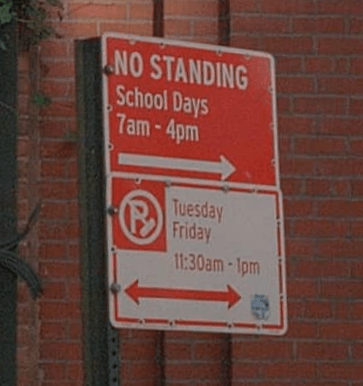 NO STANDING
School Days
7am - 4pm
P
Tuesday
Friday
11:30am - 1pm